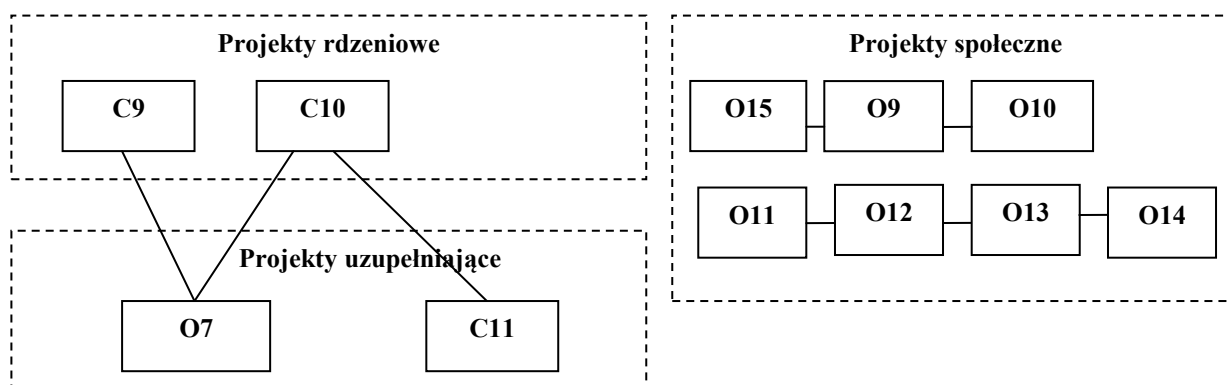 Projekty rdzeniowe
C9 C10
Projekty uzupełniające
O7 C11
Projekty społeczne
O15 O9 O10
O11 O12 O13 O14